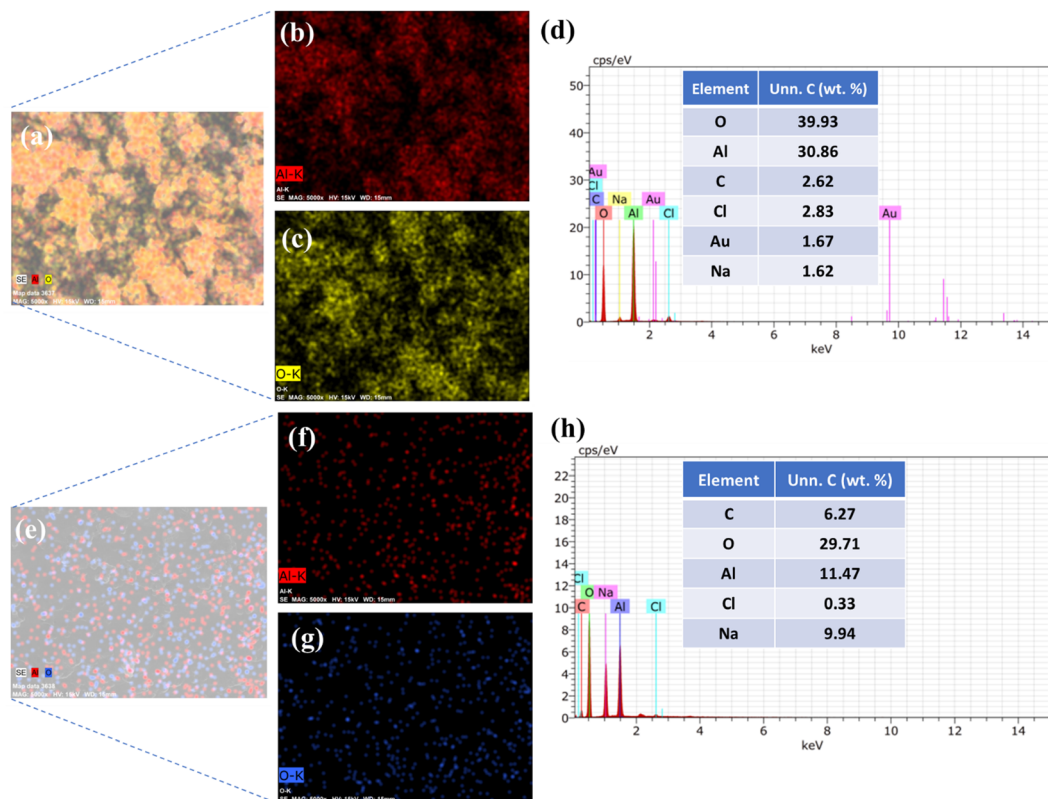 (a)
SE Al O
MAG: 5000x HV: 15kV WD: 15mm
(b)
Al-K
Al-K
SE MAG: 5000x HV: 15kV WD: 15mm
(c)
O-K
O-K
SE MAG: 5000x HV: 15kV WD: 15mm
(d)
cps/eV
50
40
30
20
10
0
Au
Cl
C Na Au
O Al Cl Au
2 4 6 8 10 12 14
keV
Element Unn. C (wt. %)
O 39.93
Al 30.86
C 2.62
Cl 2.83
Au 1.67
Na 1.62
(e)
SE Al O
(f)
Al-K
Al-K
SE MAG: 5000x HV: 15kV WD: 15mm
(g)
O-K
O-K
SE MAG: 5000x HV: 15kV WD: 15mm
(h)
cps/eV
22
20
18
16
14
12
10
8
6
4
2
0
Cl
O Na
C Al Cl
2 4 6 8 10 12 14
keV
Element Unn. C (wt. %)
C 6.27
O 29.71
Al 11.47
Cl 0.33
Na 9.94